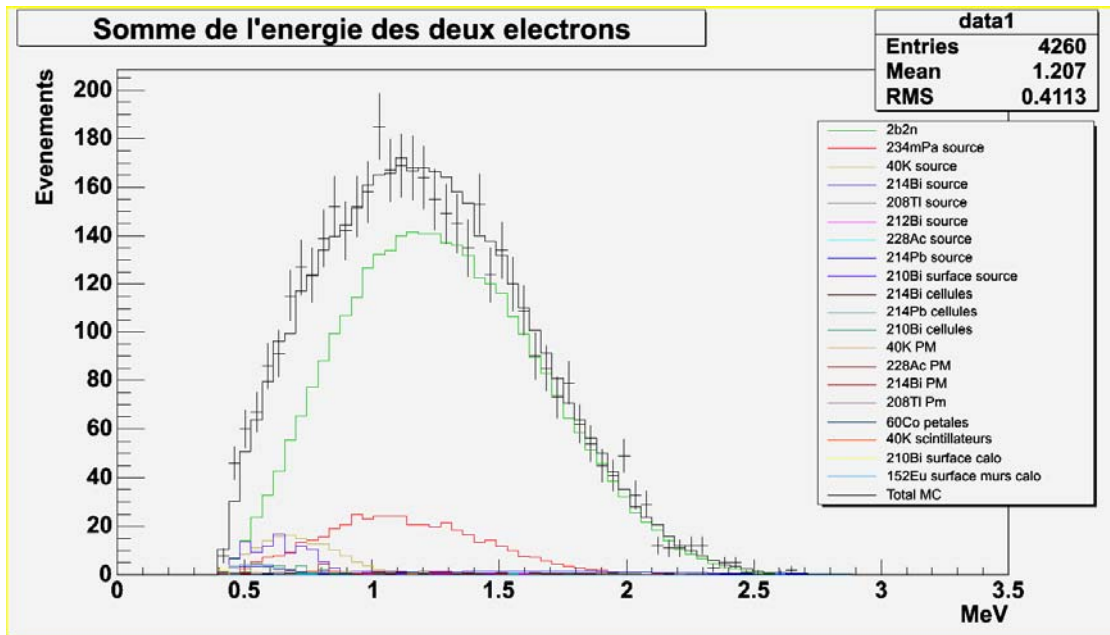 Somme de l'energie des deux electrons
data1
Entries 4260
Mean 1.207
RMS 0.4113
Evenements
200
180
160
140
120
100
80
60
40
20
0
2b2n
234mPa source
40K source
214Bi source
208Tl source
212Bi source
228Ac source
214Pb source
210Bi surface source
214Bi cellules
214Pb cellules
210Bi cellules
40K PM
228Ac PM
214Bi PM
208Tl Pm
60Co petales
40K scintillateurs
210Bi surface calo
152Eu surface murs calo
Total MC
0 0.5 1 1.5 2 2.5 3 3.5
MeV